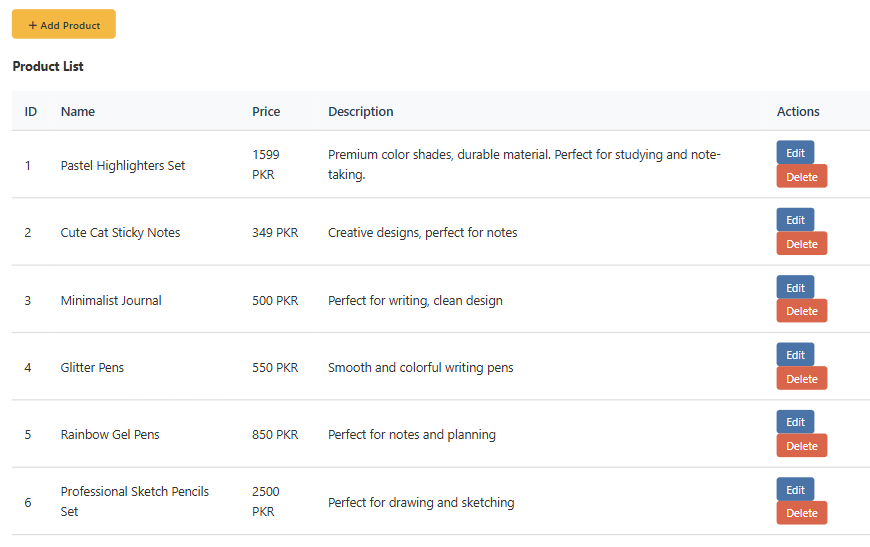 + Add Product
Product List
ID Name Price Description Actions
1 Pastel Highlighters Set 1599 PKR Premium color shades, durable material. Perfect for studying and note-taking. Edit Delete
2 Cute Cat Sticky Notes 349 PKR Creative designs, perfect for notes Edit Delete
3 Minimalist Journal 500 PKR Perfect for writing, clean design Edit Delete
4 Glitter Pens 550 PKR Smooth and colorful writing pens Edit Delete
5 Rainbow Gel Pens 850 PKR Perfect for notes and planning Edit Delete
6 Professional Sketch Pencils Set 2500 PKR Perfect for drawing and sketching Edit Delete